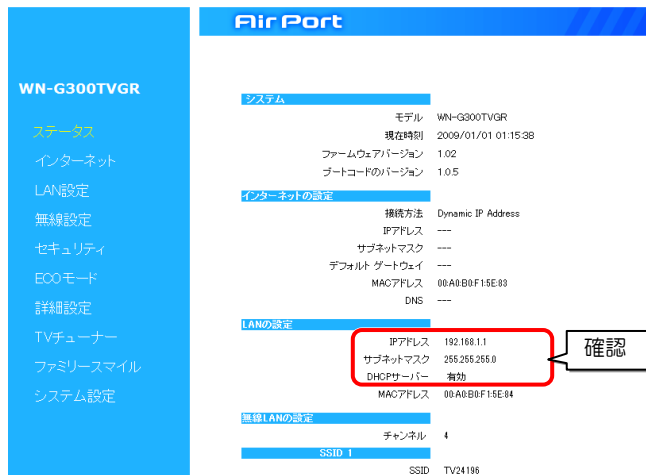 Air Port
WN-G300TVGR
ステータス
インターネット
LAN設定
無線設定
セキュリティ
ECOモード
詳細設定
TVチューナー
ファミリースマイル
システム設定
システム
モデル WN-G300TVGR
現在時刻 2009/01/01 01:15:38
ファームウェアバージョン 1.02
ブートコードのバージョン 1.0.5
インターネットの設定
接続方法 Dynamic IP Address
IPアドレス ---
サブネットマスク ---
デフォルト ゲートウェイ ---
MACアドレス 00:A0:B0:F1:5E:83
DNS ---
LANの設定
IPアドレス 192.168.1.1
サブネットマスク 255.255.255.0
DHCPサーバー 有効
確認
MACアドレス 00:A0:B0:F1:5E:84
無線LANの設定
チャンネル 4
SSID 1
SSID TV24196